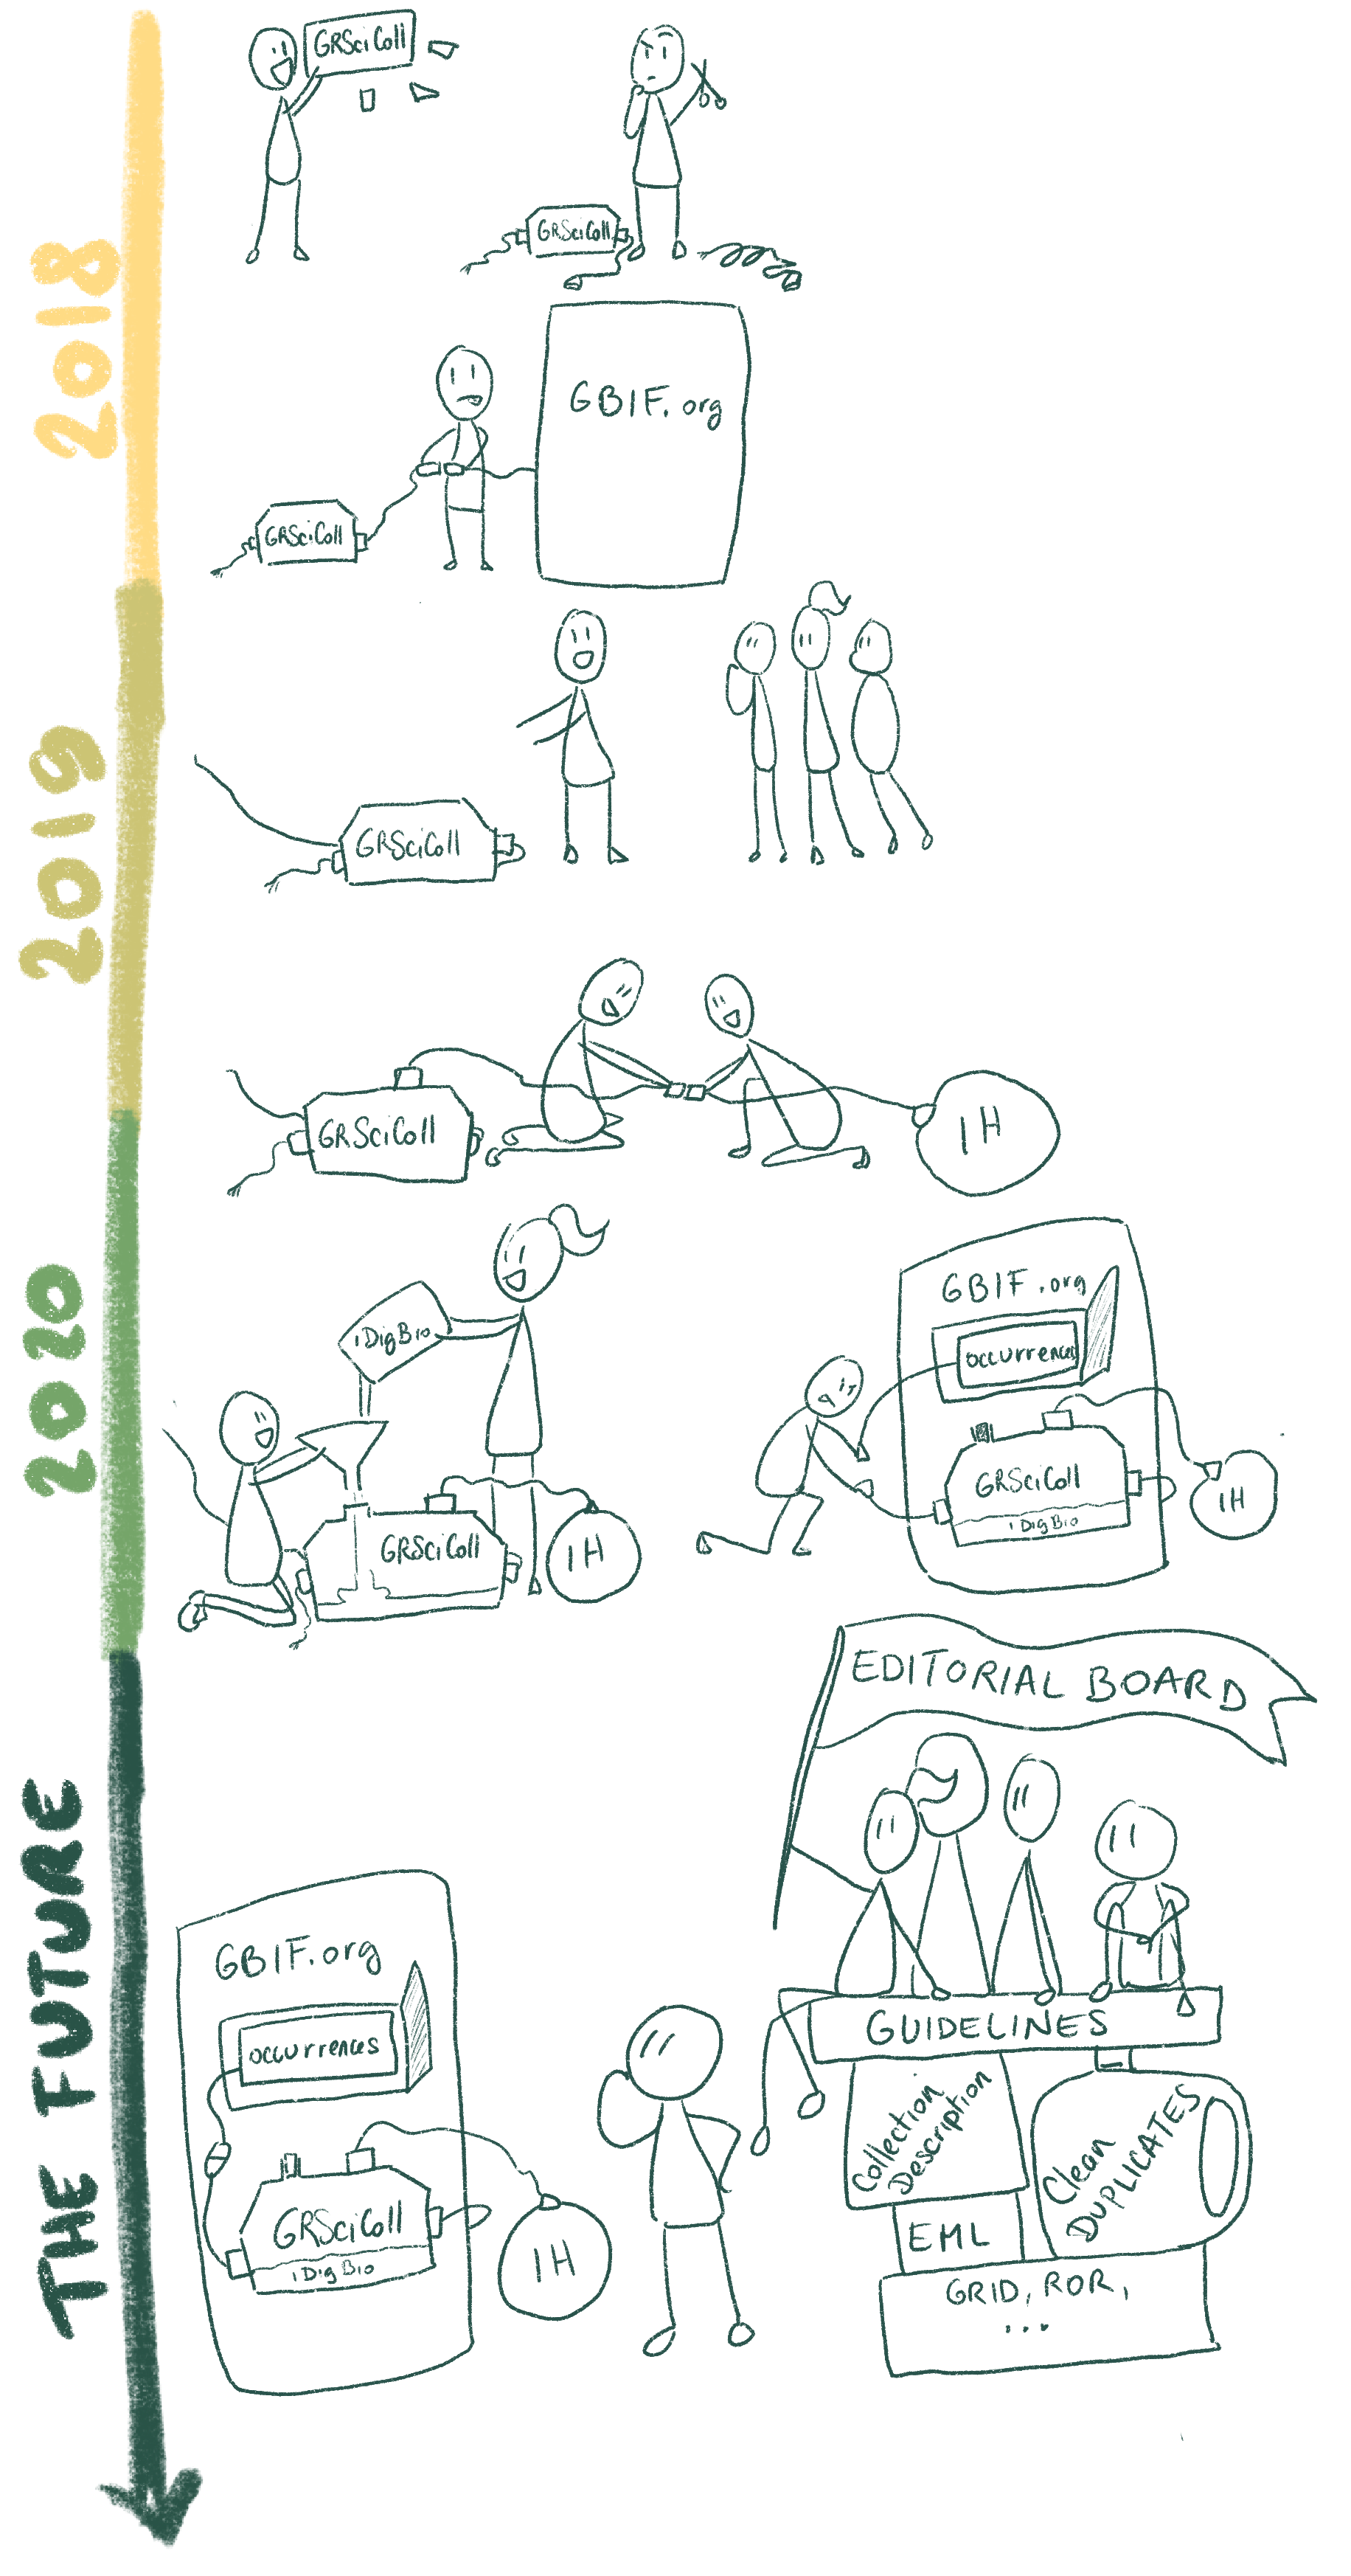 GRSciColl
GRSciColl
2018
GBIF.org
GRSciColl
2019
GRSciColl
GRSciColl
IH
2020
iDigBio
GRSciColl
IH
GBIF.org
occurrences
GRSciColl
iDigBio
IH
EDITORIAL BOARD
THE FUTURE
GBIF.org
occurrences
GRSciColl
iDigBio
IH
GUIDELINES
Collection
Description
Clean
DUPLICATES
EML
GRID, ROR,
...